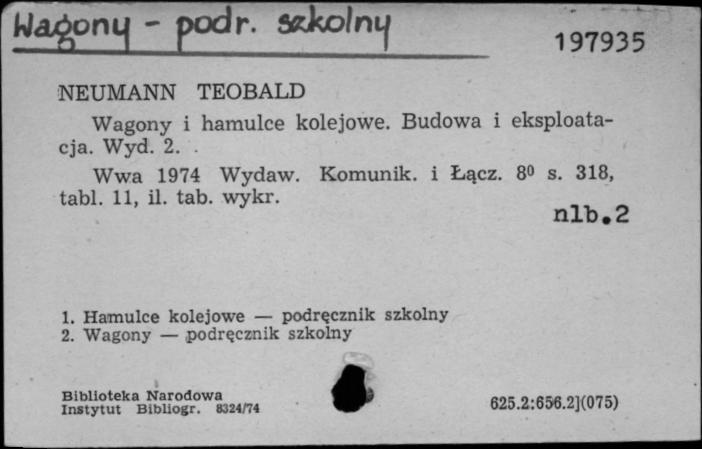 Wagony - podr. szkolny
197935
NEUMANN TEOBALD
Wagony i hamulce kolejowe. Budowa i eksploata-
cja. Wyd. 2.
Wwa 1974 Wydaw. Komunik. i Łącz. 8⁰ s. 318,
tabl. 11, il. tab. wykr.
nlb.2
1. Hamulce kolejowe — podręcznik szkolny
2. Wagony — podręcznik szkolny
Biblioteka Narodowa
Instytut Bibliogr. 8324/74
625.2:656.2](075)